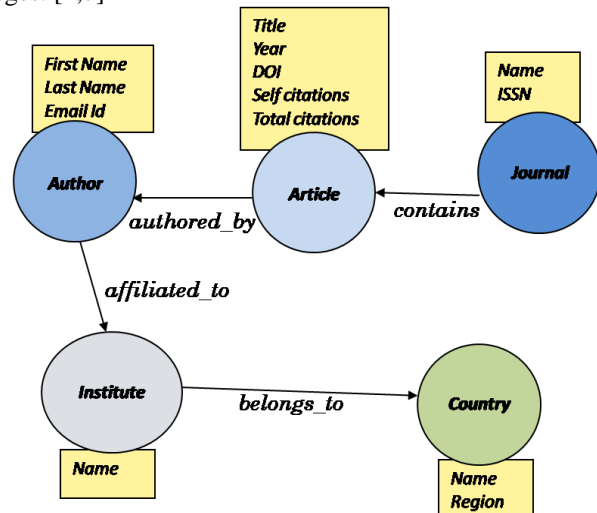 First Name
Last Name
Email Id
Title
Year
DOI
Self citations
Total citations
Name
ISSN
Author
Article
Journal
authored_by
contains
affiliated_to
Institute
belongs_to
Country
Name
Name
Region